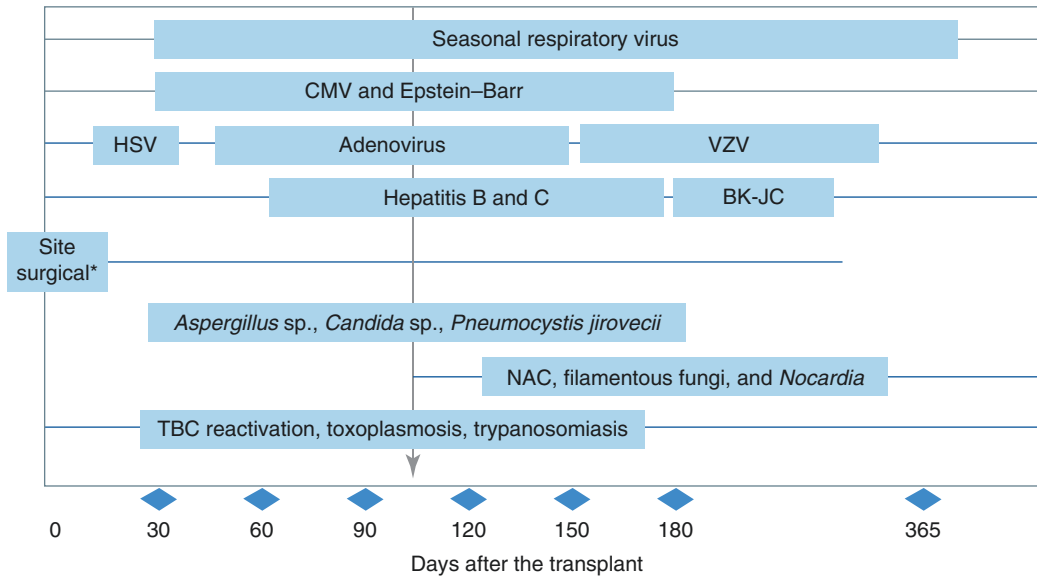 Seasonal respiratory virus
CMV and Epstein–Barr
HSV
Adenovirus
VZV
Hepatitis B and C
BK-JC
Site
surgical*
Aspergillus sp., Candida sp., Pneumocystis jirovecii
NAC, filamentous fungi, and Nocardia
TBC reactivation, toxoplasmosis, trypanosomiasis
0 30 60 90 120 150 180 365
Days after the transplant